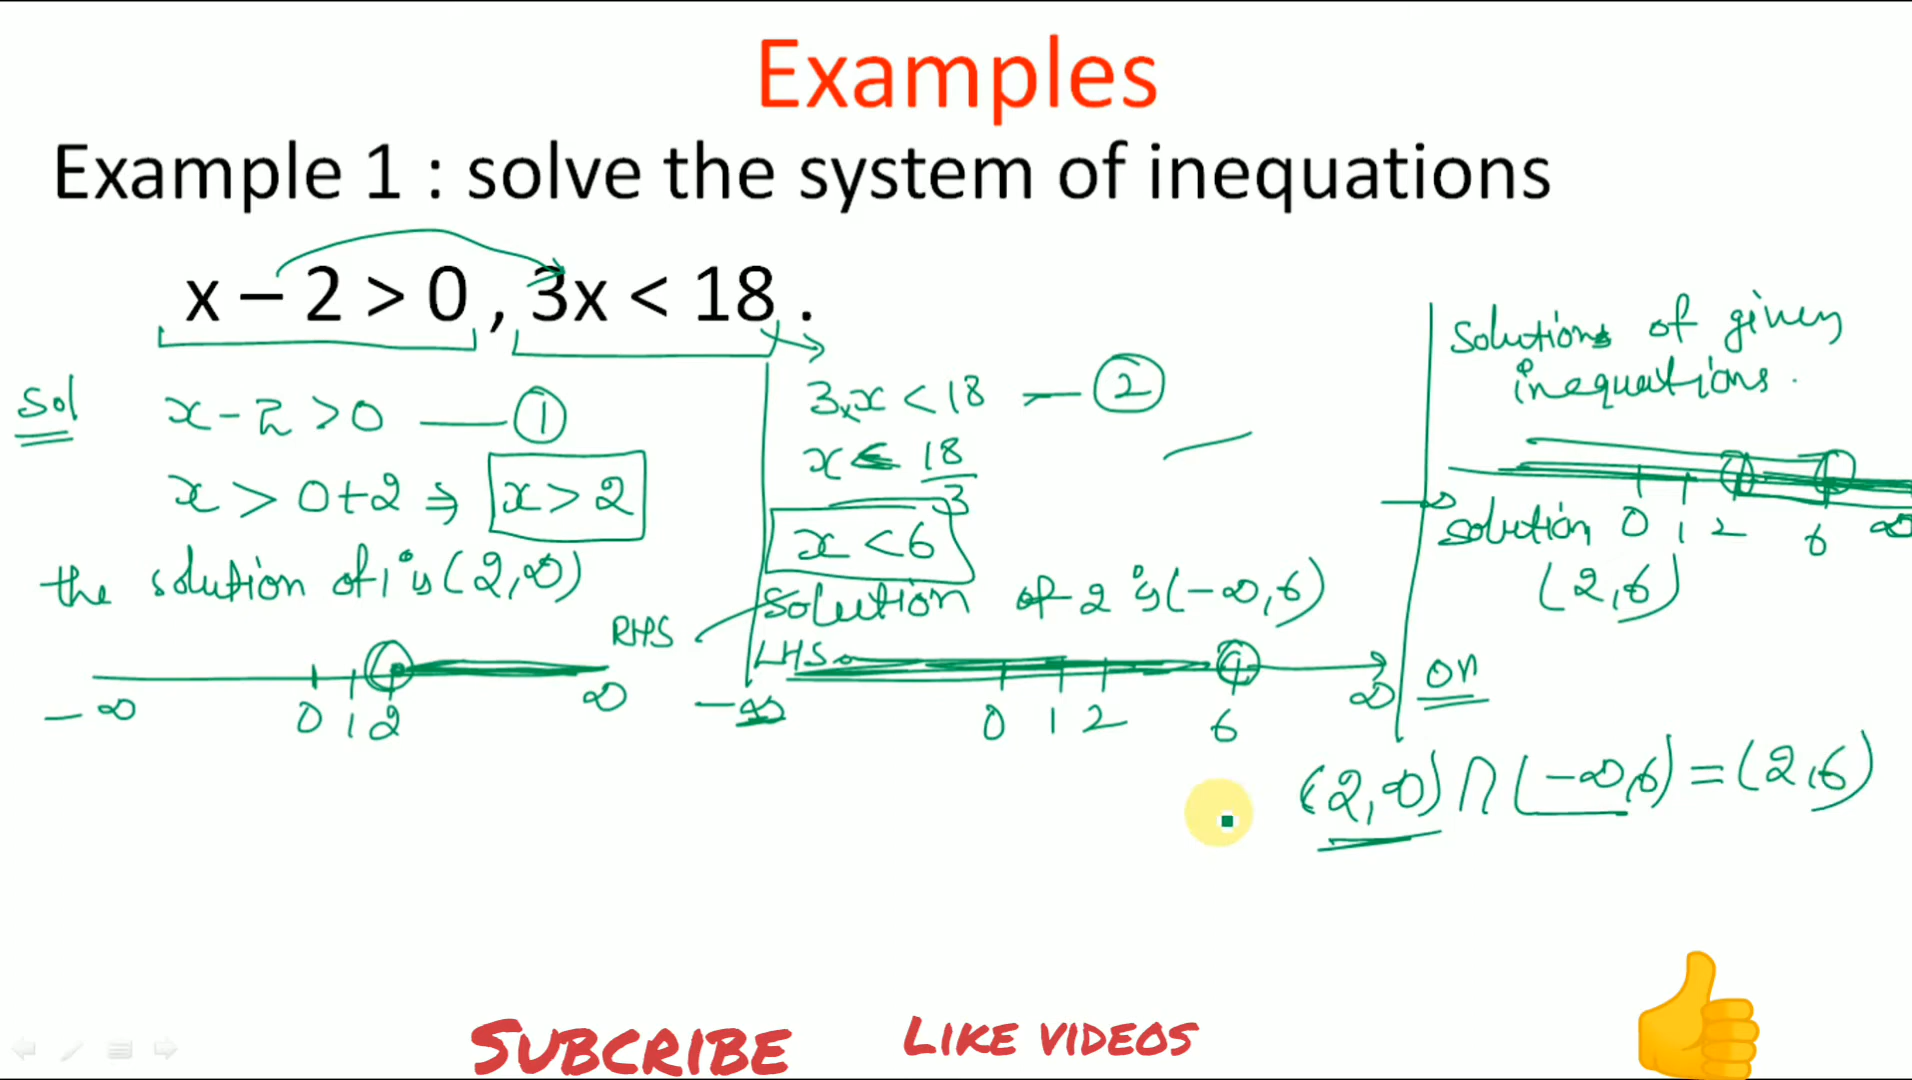 Examples
Example 1 : solve the system of inequations
x – 2 > 0 , 3x < 18 .
Sol
x - 2 > 0 — ①
x > 0+2 ⇒ x > 2
the solution of 1 is (2,∞)
-∞ 0 1 2 ∞
RHS
3x < 18 — ②
x < 18/3
x < 6
solution of 2 is (-∞,6)
LHS
-∞ 0 1 2 6 ∞
Solutions of given
inequations.
-∞ 0 1 2 6 ∞
solution
(2,6)
or
(2,∞) ∩ (-∞,6) = (2,6)
SUBCRIBE
LIKE VIDEOS